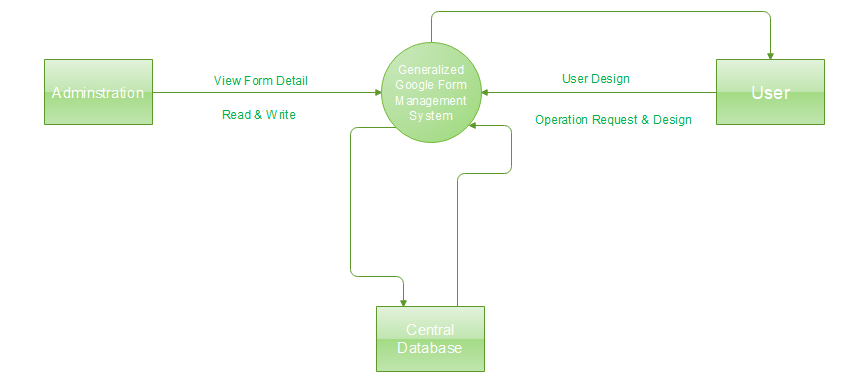 Adminstration
View Form Detail
Read & Write
Generalized
Google Form
Management
System
User Design
Operation Request & Design
User
Central
Database